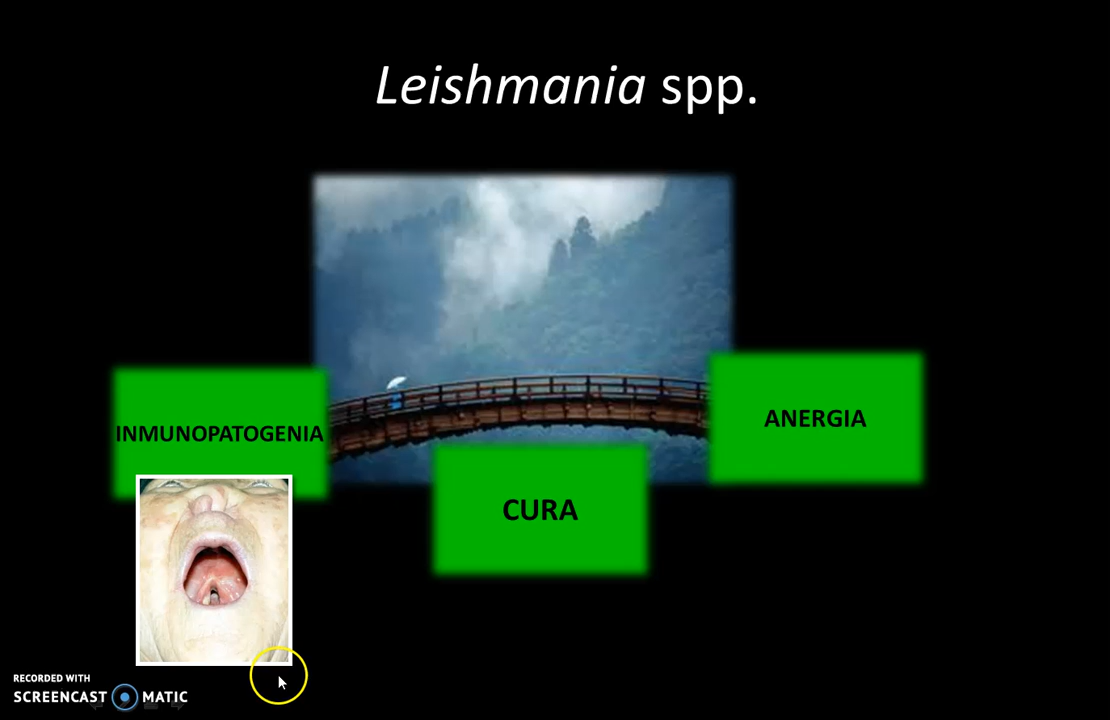 Leishmania spp.
INMUNOPATOGENIA
ANERGIA
CURA
RECORDED WITH
SCREENCAST MATIC